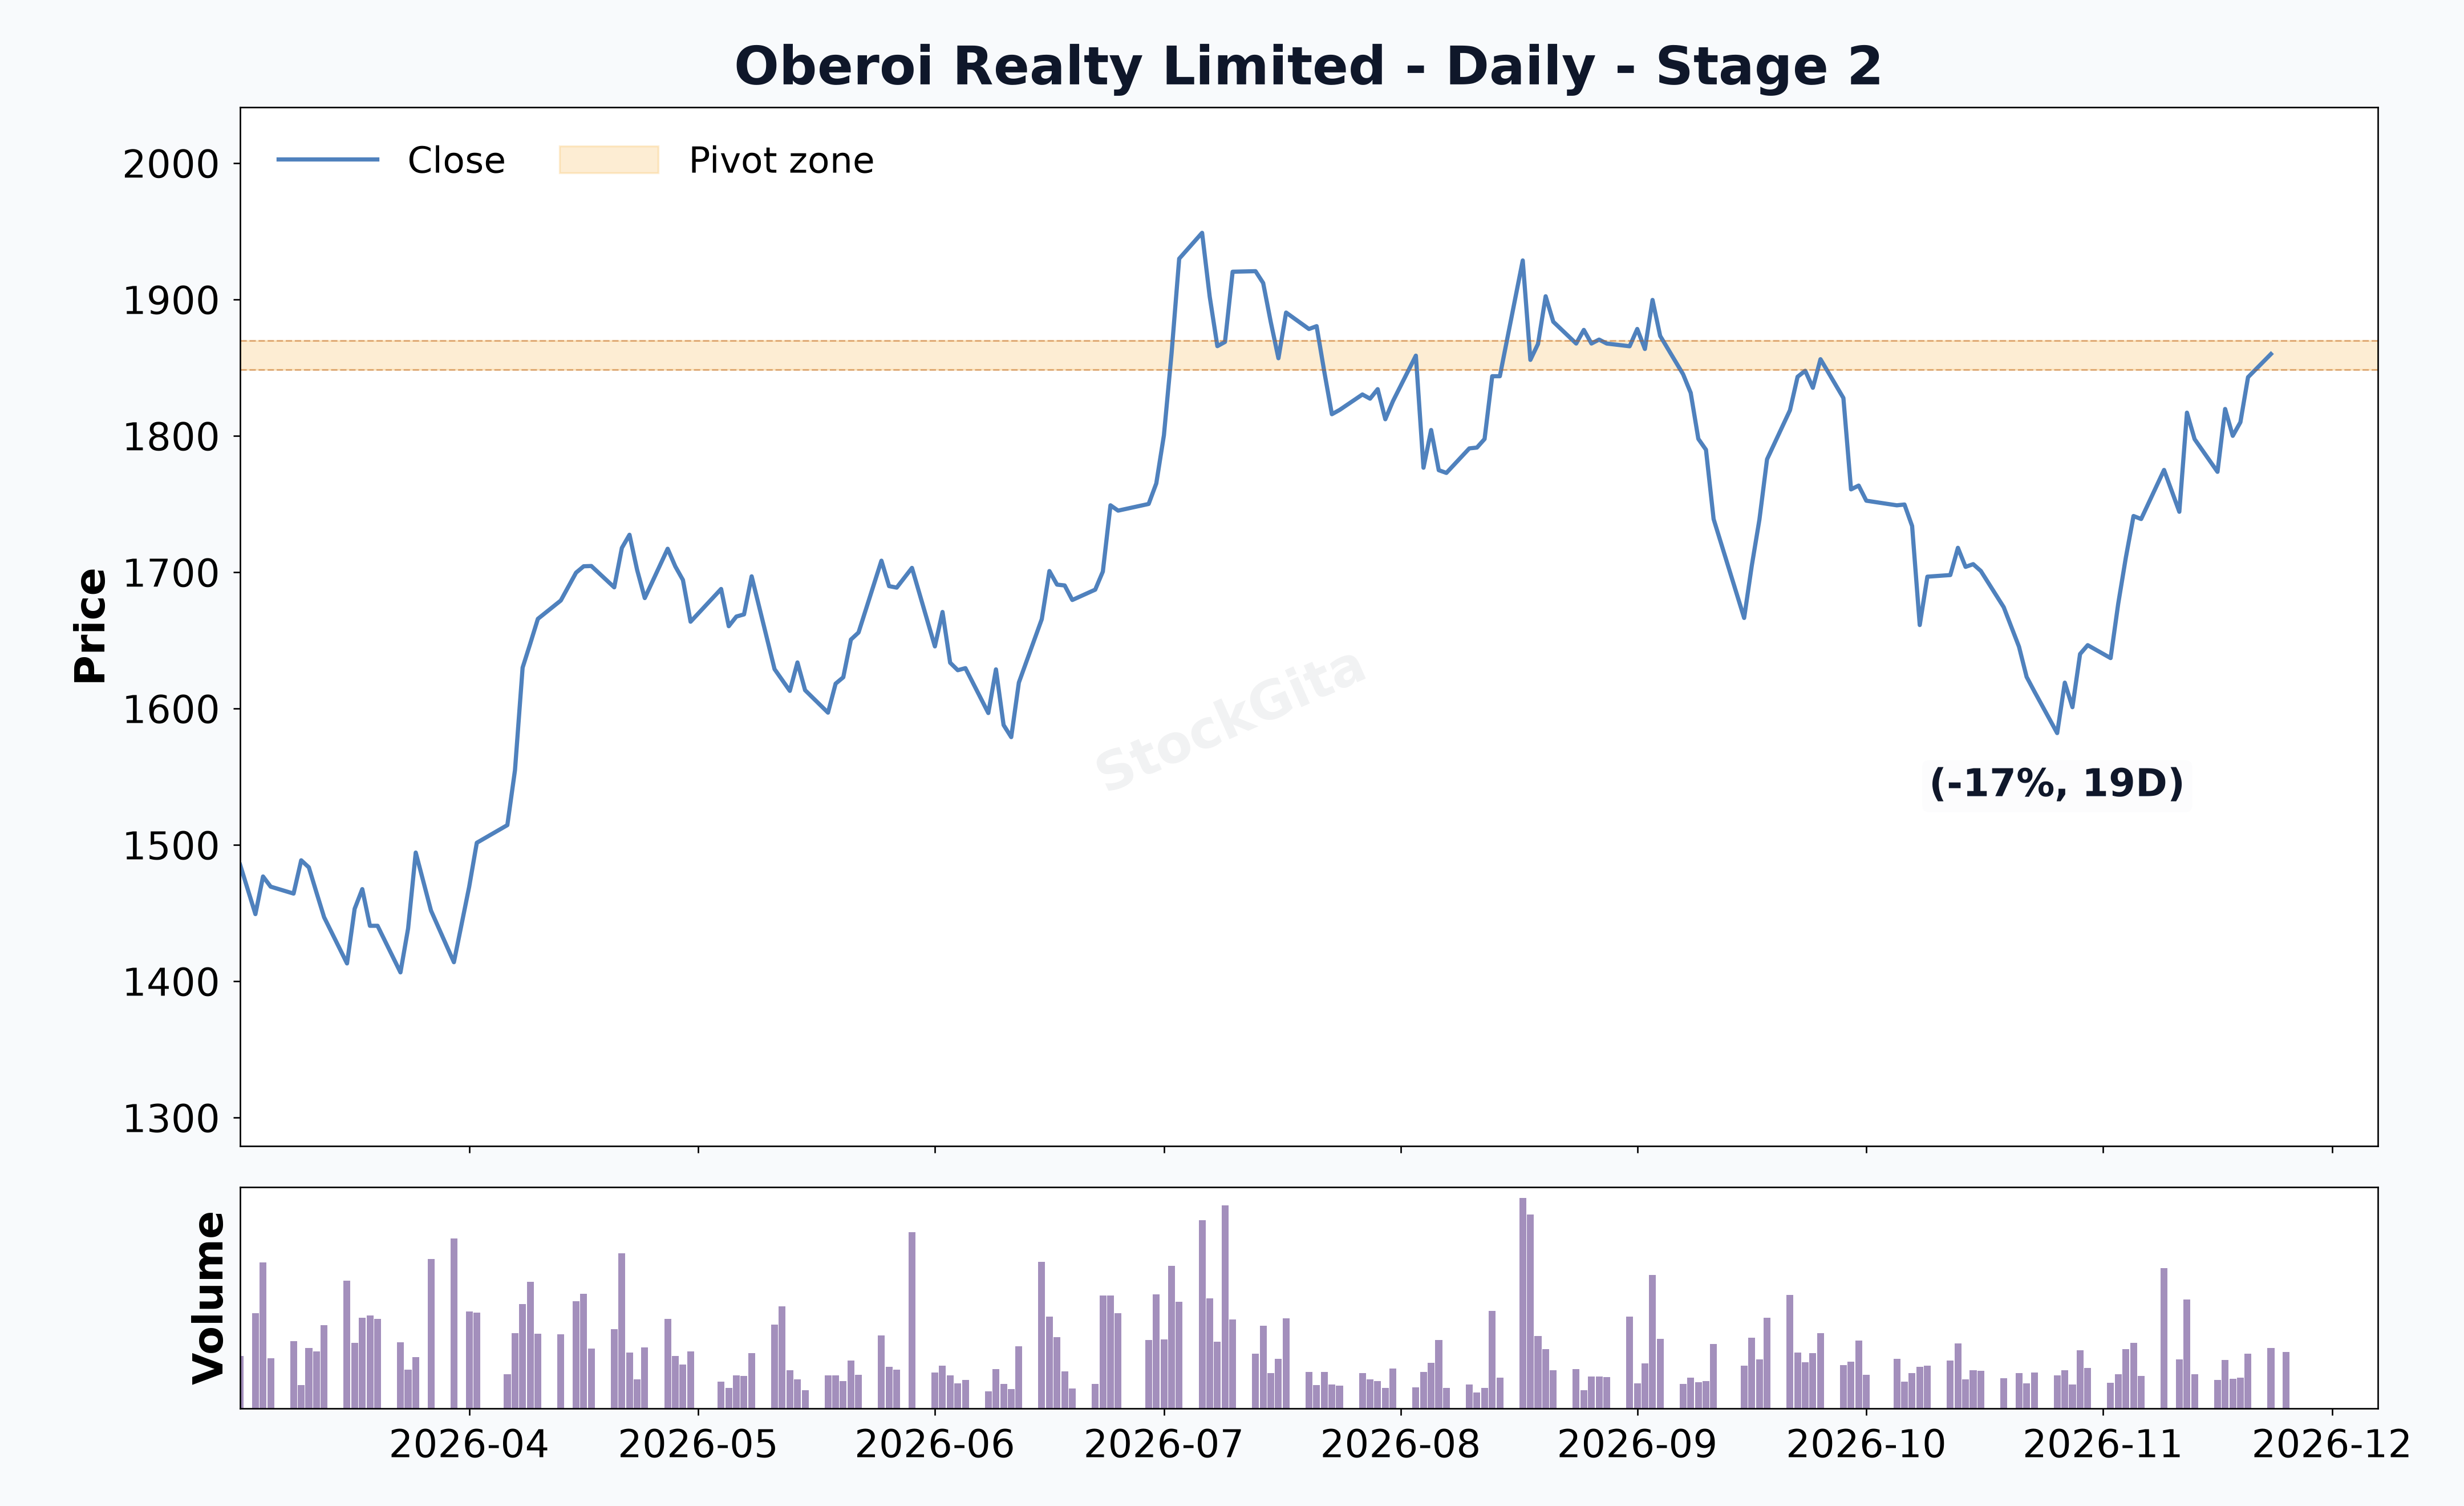 Oberoi Realty Limited - Daily - Stage 2
Close
Pivot zone
2000
1900
1800
1700
1600
1500
1400
1300
Price
StockGita
(-17%, 19D)
Volume
2026-04
2026-05
2026-06
2026-07
2026-08
2026-09
2026-10
2026-11
2026-12